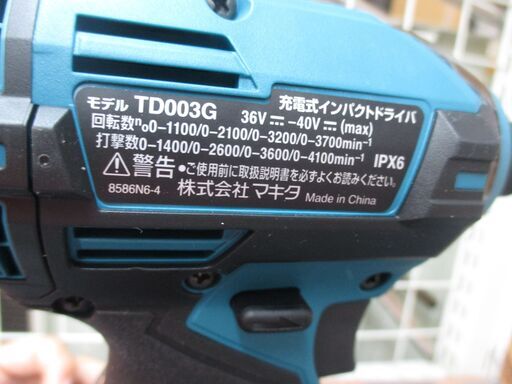 モデル TD003G 充電式インパクトドライバ
36V⎓ -40V⎓(max)
回転数n₀0-1100/0-2100/0-3200/0-3700min⁻¹
打撃数0-1400/0-2600/0-3600/0-4100min⁻¹ IPX6
⚠警告・ご使用前に取扱説明書を必ずよくお読みください。
8586N6-4 株式会社 マキタ Made in China